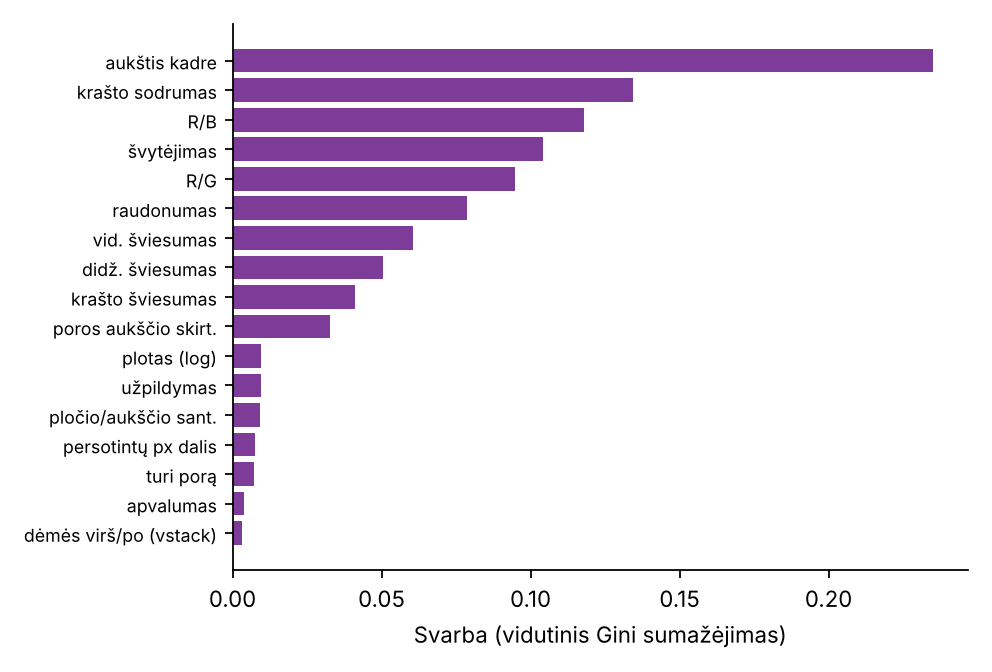 aukštis kadre
krašto sodrumas
R/B
švytėjimas
R/G
raudonumas
vid. šviesumas
didž. šviesumas
krašto šviesumas
poros aukščio skirt.
plotas (log)
užpildymas
pločio/aukščio sant.
persotintų px dalis
turi porą
apvalumas
dėmės virš/po (vstack)
0.00 0.05 0.10 0.15 0.20
Svarba (vidutinis Gini sumažėjimas)